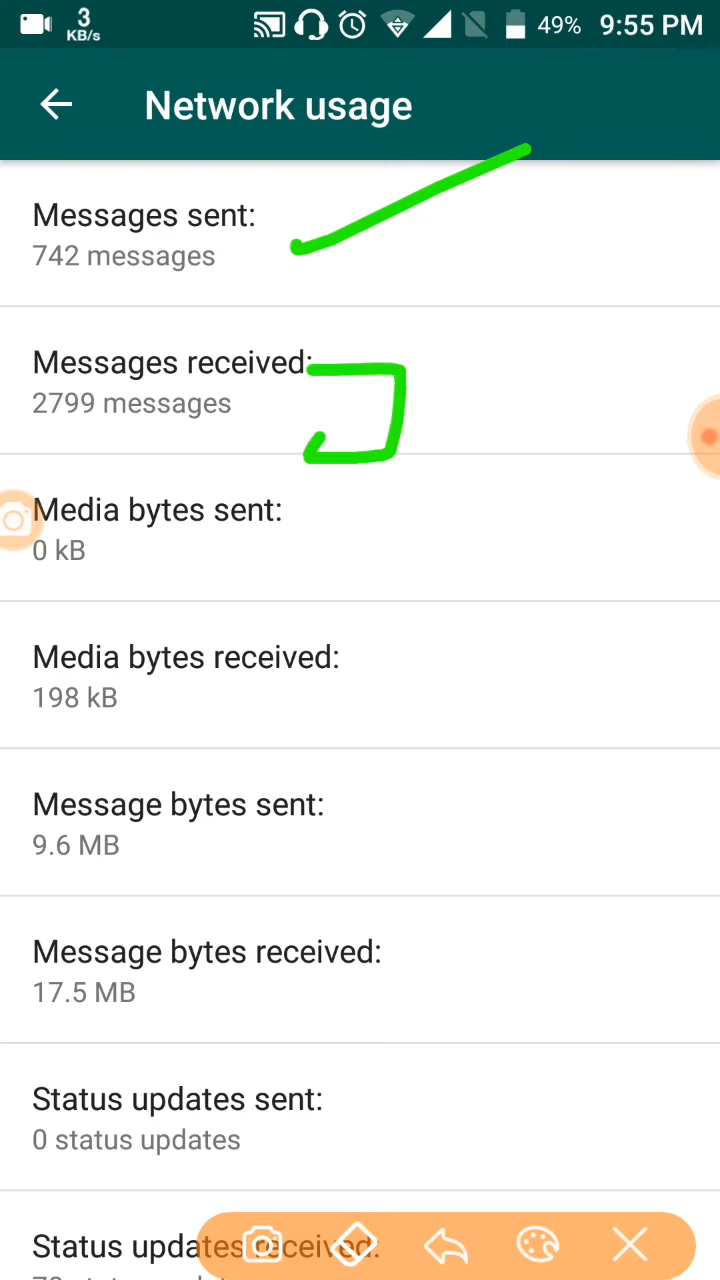 3
KB/s
49% 9:55 PM
Network usage
Messages sent:
742 messages
Messages received:
2799 messages
Media bytes sent:
0 kB
Media bytes received:
198 kB
Message bytes sent:
9.6 MB
Message bytes received:
17.5 MB
Status updates sent:
0 status updates
Status updates received: